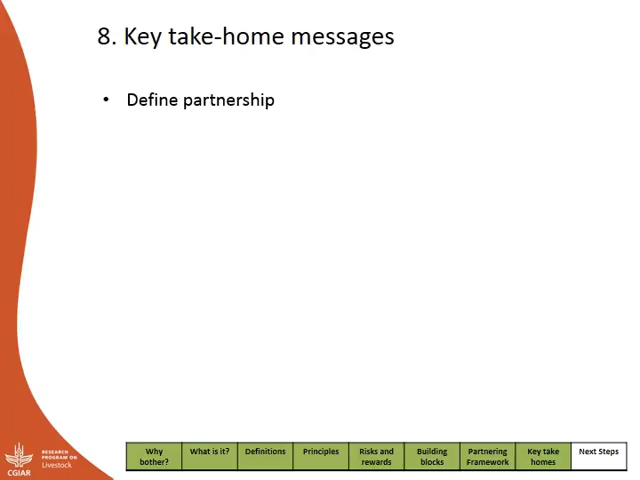 8. Key take-home messages
• Define partnership
CGIAR
RESEARCH
PROGRAM ON
Livestock
Why
bother?
What is it?
Definitions
Principles
Risks and
rewards
Building
blocks
Partnering
Framework
Key take
homes
Next Steps